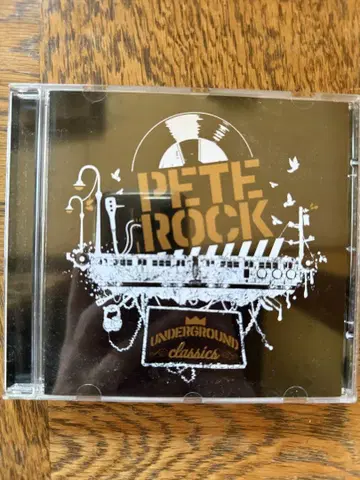 PETE
ROCK
UNDERGROUND
classics